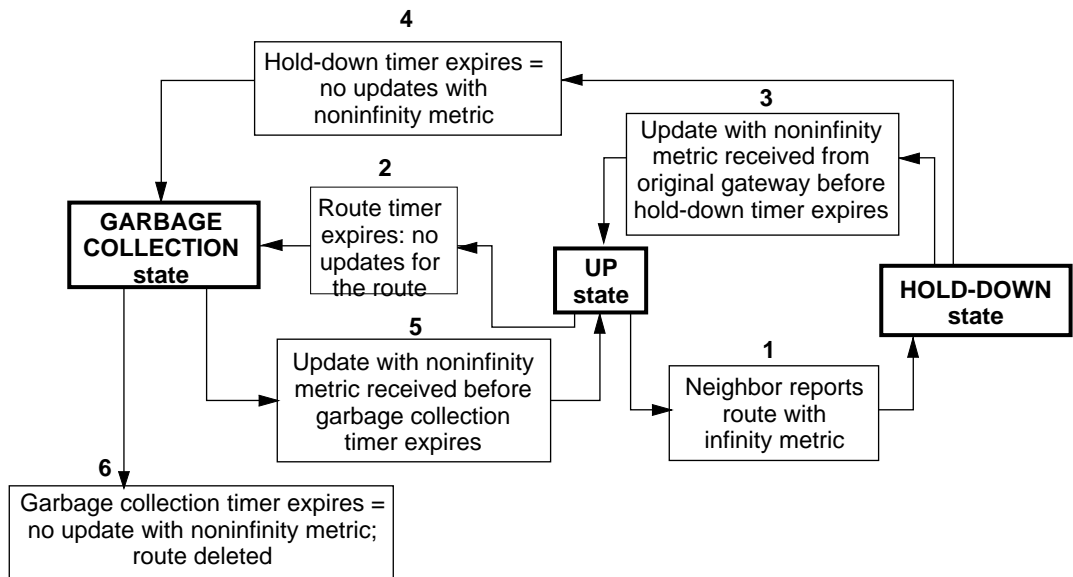 4
Hold-down timer expires =
no updates with
noninfinity metric
3
Update with noninfinity
metric received from
original gateway before
hold-down timer expires
2
Route timer
expires: no
updates for
the route
GARBAGE
COLLECTION
state
UP
state
HOLD-DOWN
state
5
Update with noninfinity
metric received before
garbage collection
timer expires
1
Neighbor reports
route with
infinity metric
6
Garbage collection timer expires =
no update with noninfinity metric;
route deleted